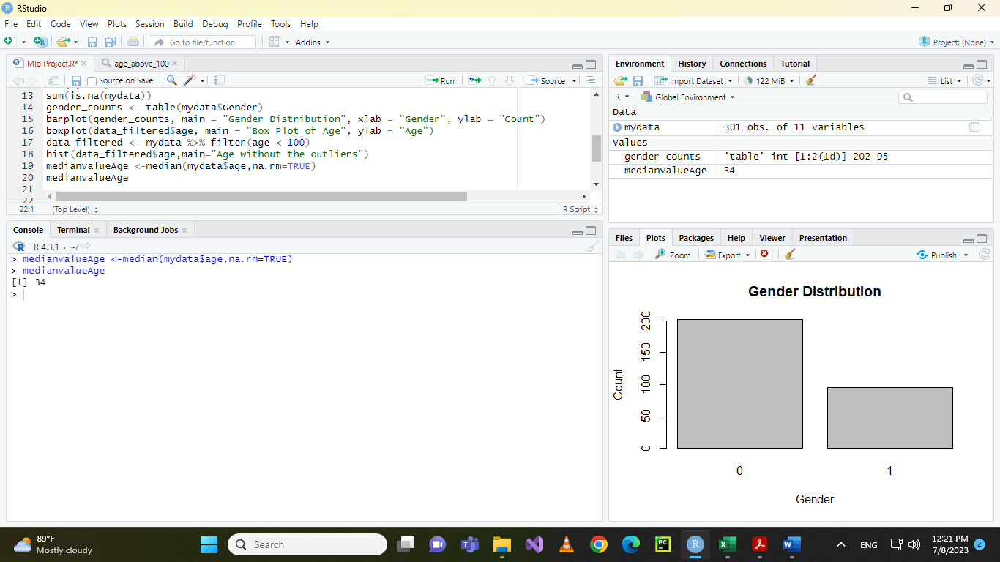 RStudio
File Edit Code View Plots Session Build Debug Profile Tools Help
Go to file/function Addins Project: (None)
MId Project.R* age_above_100
Source on Save Run Source
13 sum(is.na(mydata))
14 gender_counts <- table(mydata$Gender)
15 barplot(gender_counts, main = "Gender Distribution", xlab = "Gender", ylab = "Count")
16 boxplot(data_filtered$age, main = "Box Plot of Age", ylab = "Age")
17 data_filtered <- mydata %>% filter(age < 100)
18 hist(data_filtered$age,main="Age without the outliers")
19 medianvalueAge <-median(mydata$age,na.rm=TRUE)
20 medianvalueAge
21
22
22:1 (Top Level) R Script
Console Terminal Background Jobs
R R 4.3.1 · ~/
> medianvalueAge <-median(mydata$age,na.rm=TRUE)
> medianvalueAge
[1] 34
>
Environment History Connections Tutorial
Import Dataset 122 MiB List
R Global Environment
Data
mydata 301 obs. of 11 variables
values
gender_counts 'table' int [1:2(1d)] 202 95
medianvalueAge 34
Files Plots Packages Help Viewer Presentation
Zoom Export Publish
Gender Distribution
Count
200
150
100
50
0
0 1
Gender
89°F
Mostly cloudy
Search
PC
R
ENG
12:21 PM
7/8/2023
2